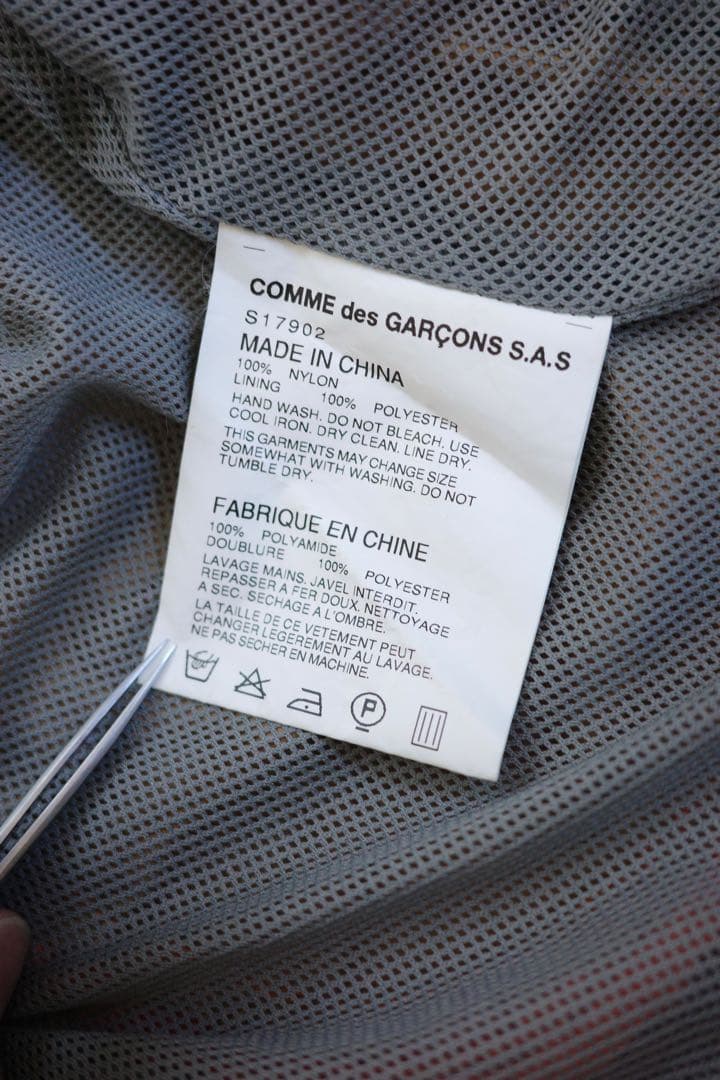 COMME des GARÇONS S.A.S
S17902
MADE IN CHINA
100% NYLON
LINING 100% POLYESTER
HAND WASH. DO NOT BLEACH. USE
COOL IRON. DRY CLEAN. LINE DRY.
THIS GARMENTS MAY CHANGE SIZE
SOMEWHAT WITH WASHING. DO NOT
TUMBLE DRY.
FABRIQUE EN CHINE
100% POLYAMIDE
DOUBLURE 100% POLYESTER
LAVAGE MAINS. JAVEL INTERDIT.
REPASSER A FER DOUX. NETTOYAGE
A SEC. SECHAGE A L'OMBRE.
LA TAILLE DE CE VETEMENT PEUT
CHANGER LEGEREMENT AU LAVAGE.
NE PAS SECHER EN MACHINE.
P